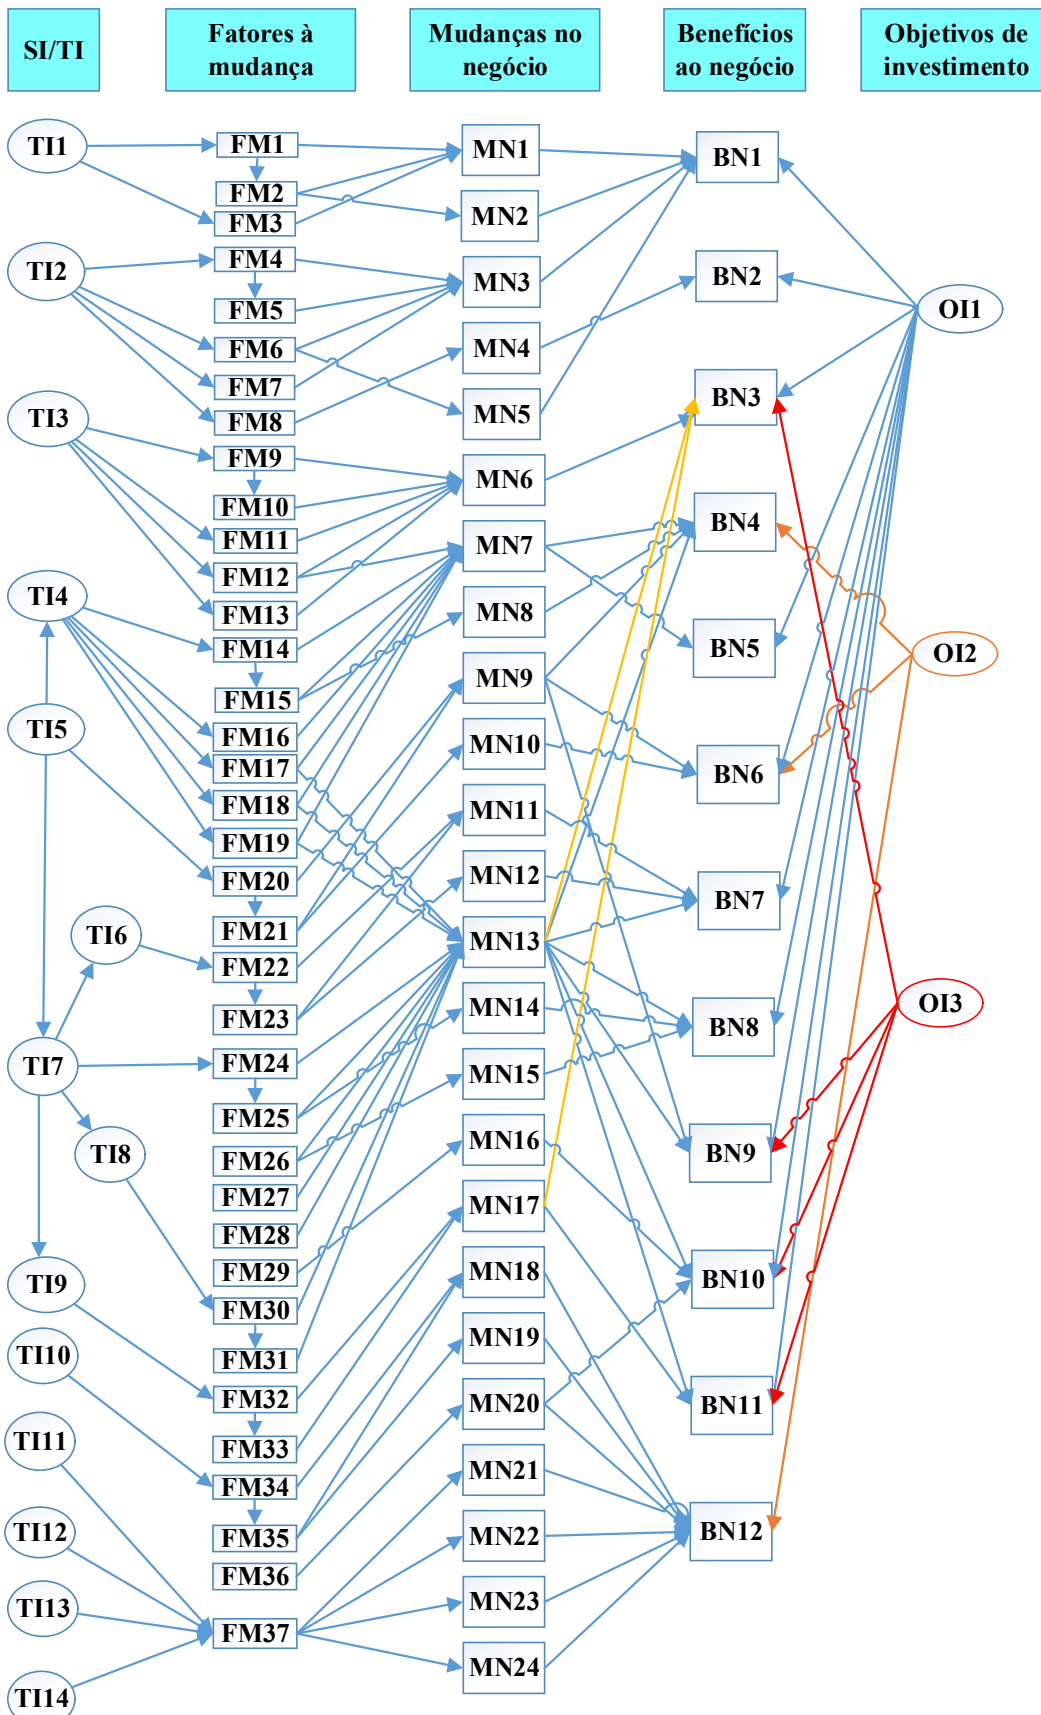 SI/TI
Fatores à
mudança
Mudanças no
negócio
Benefícios
ao negócio
Objetivos de
investimento
TI1
TI2
TI3
TI4
TI5
TI6
TI7
TI8
TI9
TI10
TI11
TI12
TI13
TI14
FM1
FM2
FM3
FM4
FM5
FM6
FM7
FM8
FM9
FM10
FM11
FM12
FM13
FM14
FM15
FM16
FM17
FM18
FM19
FM20
FM21
FM22
FM23
FM24
FM25
FM26
FM27
FM28
FM29
FM30
FM31
FM32
FM33
FM34
FM35
FM36
FM37
MN1
MN2
MN3
MN4
MN5
MN6
MN7
MN8
MN9
MN10
MN11
MN12
MN13
MN14
MN15
MN16
MN17
MN18
MN19
MN20
MN21
MN22
MN23
MN24
BN1
BN2
BN3
BN4
BN5
BN6
BN7
BN8
BN9
BN10
BN11
BN12
OI1
OI2
OI3